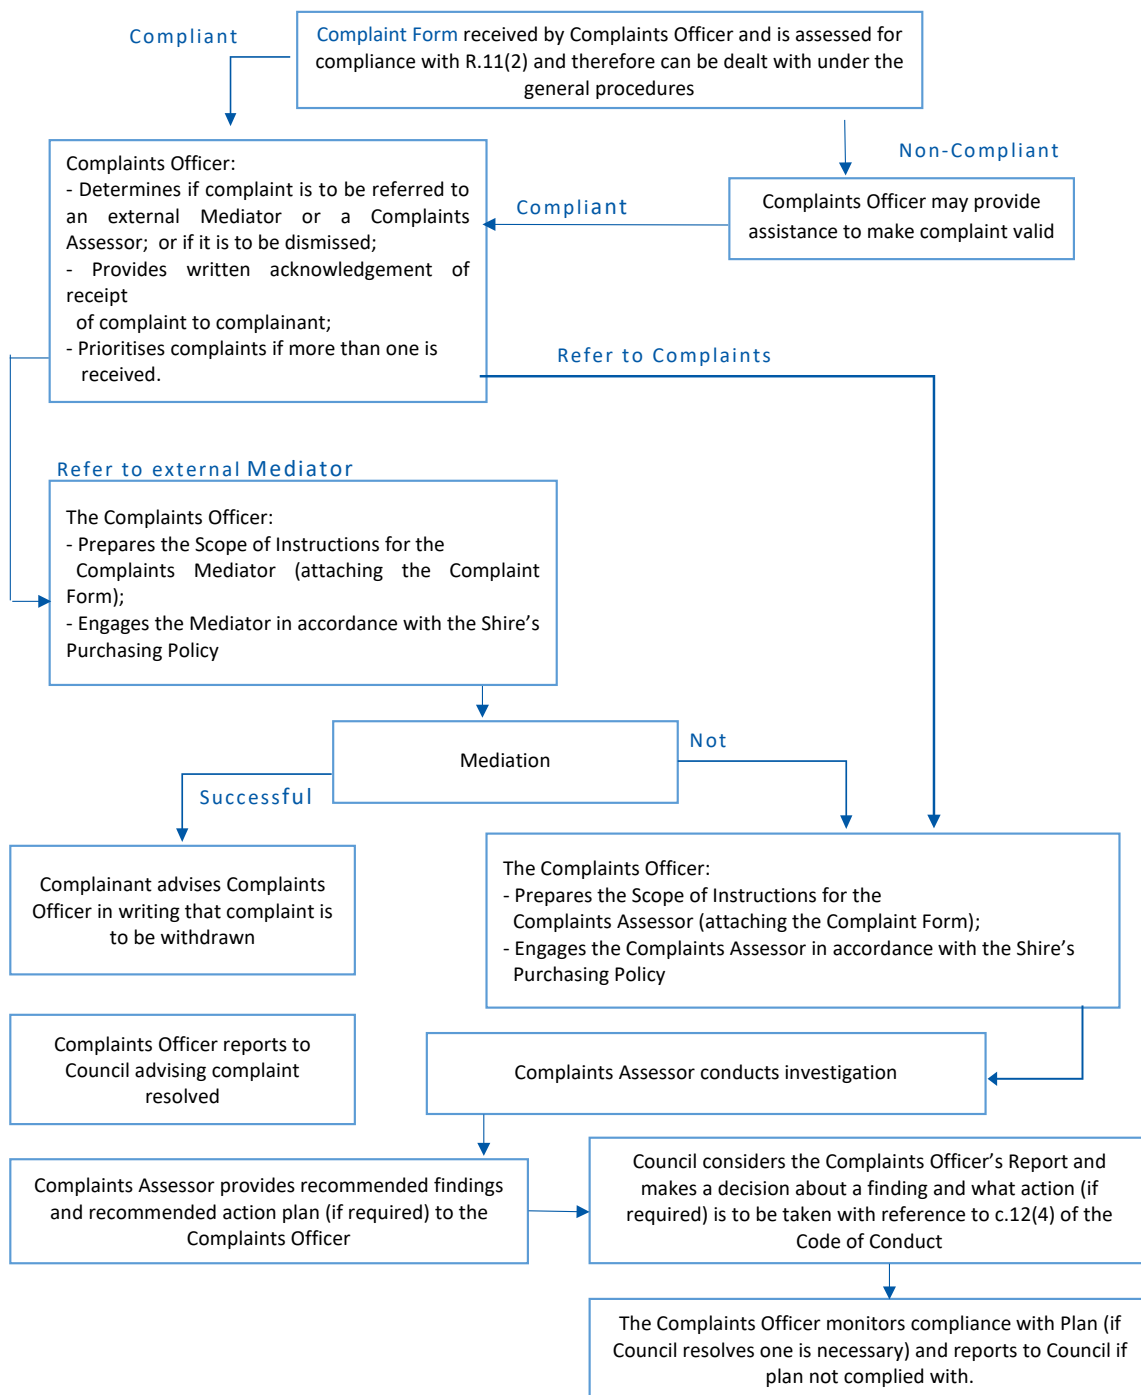 Compliant
Complaint Form received by Complaints Officer and is assessed for
compliance with R.11(2) and therefore can be dealt with under the
general procedures
Non-Compliant
Complaints Officer may provide
assistance to make complaint valid
Compliant
Complaints Officer:
- Determines if complaint is to be referred to
an external Mediator or a Complaints
Assessor; or if it is to be dismissed;
- Provides written acknowledgement of
receipt
of complaint to complainant;
- Prioritises complaints if more than one is
received.
Refer to Complaints
Refer to external Mediator
The Complaints Officer:
- Prepares the Scope of Instructions for the
Complaints Mediator (attaching the Complaint
Form);
- Engages the Mediator in accordance with the Shire’s
Purchasing Policy
Mediation
Not
Successful
Complainant advises Complaints
Officer in writing that complaint is
to be withdrawn
The Complaints Officer:
- Prepares the Scope of Instructions for the
Complaints Assessor (attaching the Complaint Form);
- Engages the Complaints Assessor in accordance with the Shire’s
Purchasing Policy
Complaints Officer reports to
Council advising complaint
resolved
Complaints Assessor conducts investigation
Complaints Assessor provides recommended findings
and recommended action plan (if required) to the
Complaints Officer
Council considers the Complaints Officer’s Report and
makes a decision about a finding and what action (if
required) is to be taken with reference to c.12(4) of the
Code of Conduct
The Complaints Officer monitors compliance with Plan (if
Council resolves one is necessary) and reports to Council if
plan not complied with.